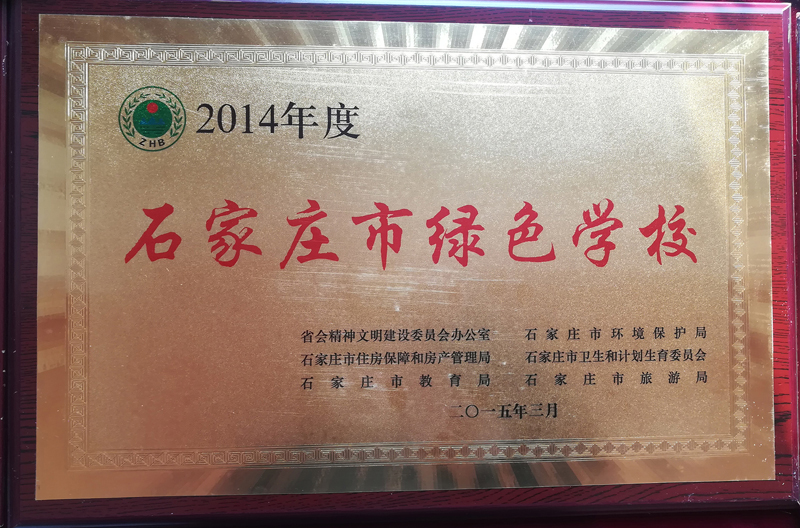 ZHB
2014年度
石家庄市绿色学校
省会精神文明建设委员会办公室 石家庄市环境保护局
石家庄市住房保障和房产管理局 石家庄市卫生和计划生育委员会
石家庄市教育局 石家庄市旅游局
二〇一五年三月